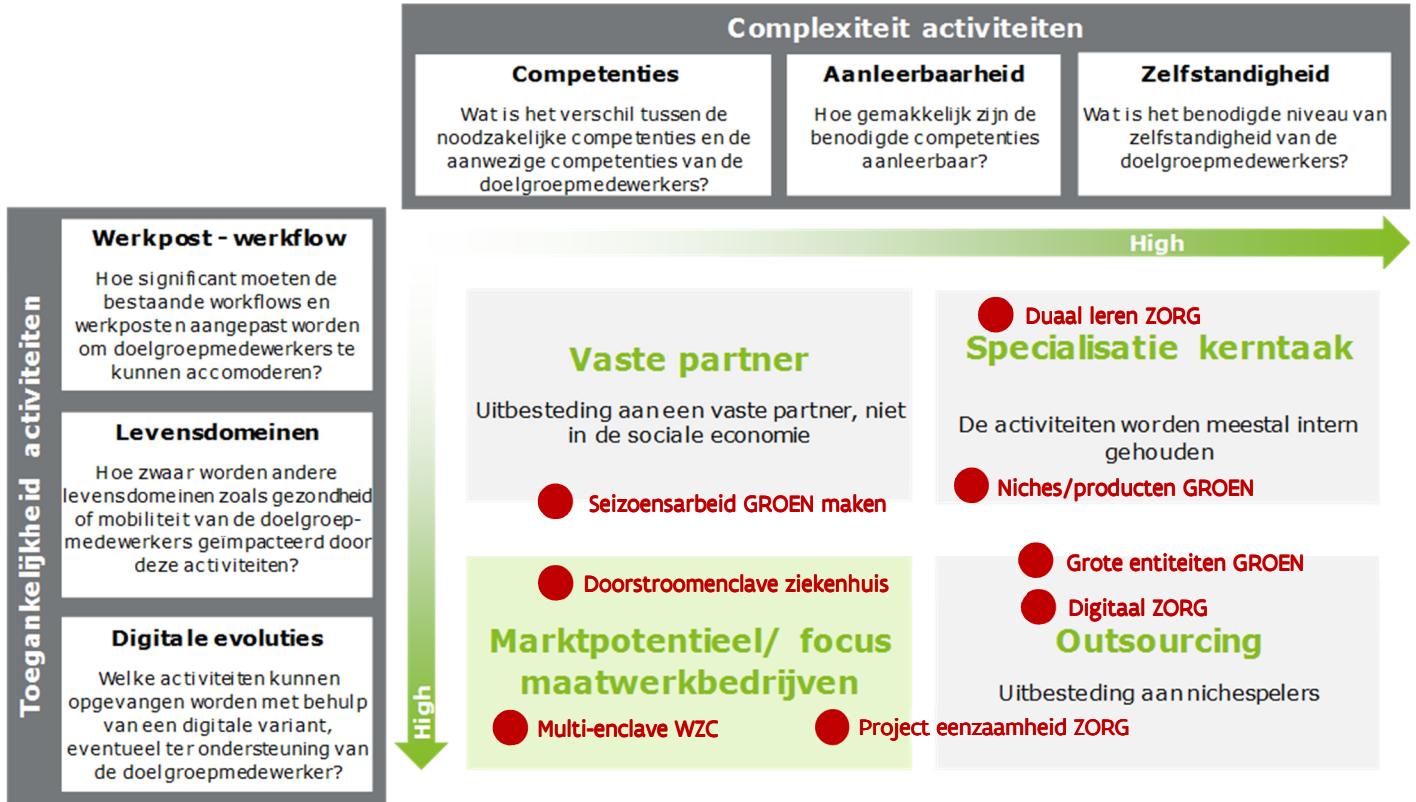 Complexiteit activiteiten
Competenties
Wat is het verschil tussen de
noodzakelijke competenties en de
aanwezige competenties van de
doelgroepmedewerkers?
Aanleerbaarheid
Hoe gemakkelijk zijn de
benodigde competenties
aanleerbaar?
Zelfstandigheid
Wat is het benodigde niveau van
zelfstandigheid van de
doelgroepmedewerkers?
High
Toegankelijkheid activiteiten
Werkpost - werkflow
Hoe significant moeten de
bestaande workflows en
werkposten aangepast worden
om doelgroepmedewerkers te
kunnen accomoderen?
Levensdomeinen
Hoe zwaar worden andere
levensdomeinen zoals gezondheid
of mobiliteit van de doelgroep-
medewerkers geïmpacteerd door
deze activiteiten?
Digitale evoluties
Welke activiteiten kunnen
opgevangen worden met behulp
van een digitale variant,
eventueel ter ondersteuning van
de doelgroepmedewerker?
High
Vaste partner
Uitbesteding aan een vaste partner, niet
in de sociale economie
Seizoensarbeid GROEN maken
Duaal leren ZORG
Specialisatie kerntaak
De activiteiten worden meestal intern
gehouden
Niches/producten GROEN
Doorstroomenclave ziekenhuis
Marktpotentieel/ focus
maatwerkbedrijven
Multi-enclave WZC
Project eenzaamheid ZORG
Grote entiteiten GROEN
Digitaal ZORG
Outsourcing
Uitbesteding aan nichespelers